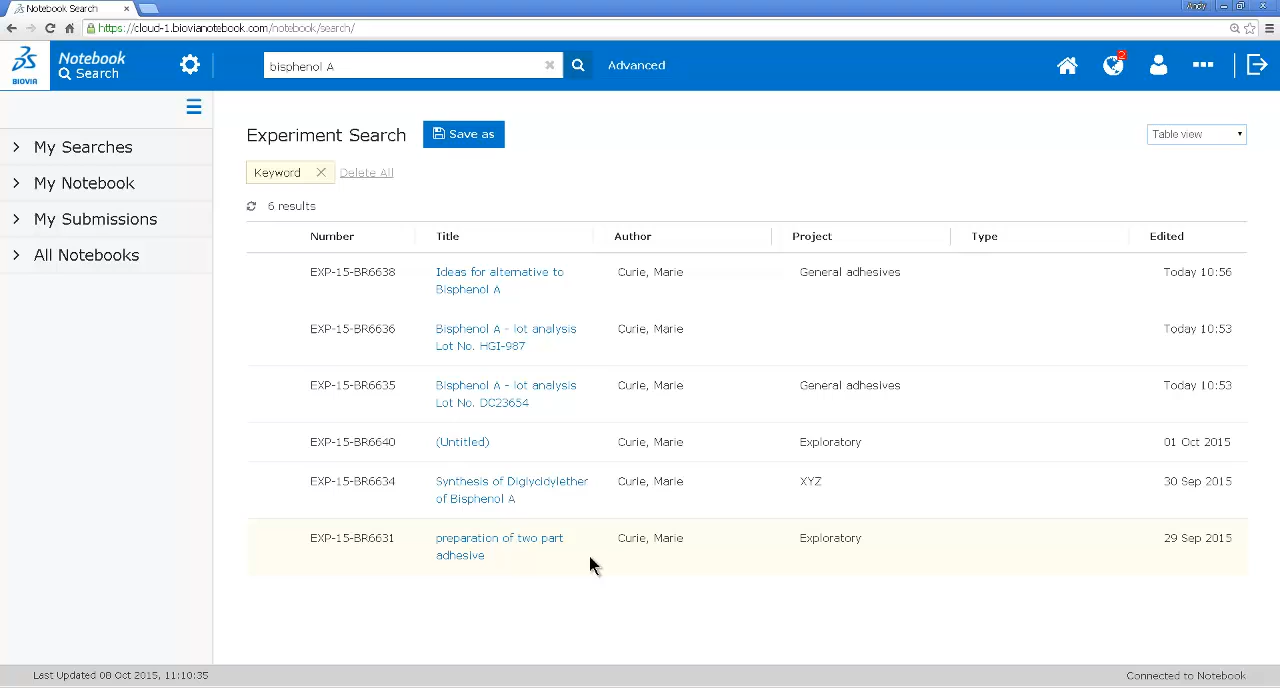 Notebook Search
Andy
https://cloud-1.biovianotebook.com/notebook/search/
BIOVIA
Notebook
Search
bisphenol A
Advanced
2
My Searches
My Notebook
My Submissions
All Notebooks
Experiment Search
Save as
Table view
Keyword
Delete All
6 results
Number Title Author Project Type Edited
EXP-15-BR6638 Ideas for alternative to Curie, Marie General adhesives Today 10:56
Bisphenol A
EXP-15-BR6636 Bisphenol A - lot analysis Curie, Marie Today 10:53
Lot No. HGI-987
EXP-15-BR6635 Bisphenol A - lot analysis Curie, Marie General adhesives Today 10:53
Lot No. DC23654
EXP-15-BR6640 (Untitled) Curie, Marie Exploratory 01 Oct 2015
EXP-15-BR6634 Synthesis of Diglycidylether Curie, Marie XYZ 30 Sep 2015
of Bisphenol A
EXP-15-BR6631 preparation of two part Curie, Marie Exploratory 29 Sep 2015
adhesive
Last Updated 08 Oct 2015, 11:10:35
Connected to Notebook